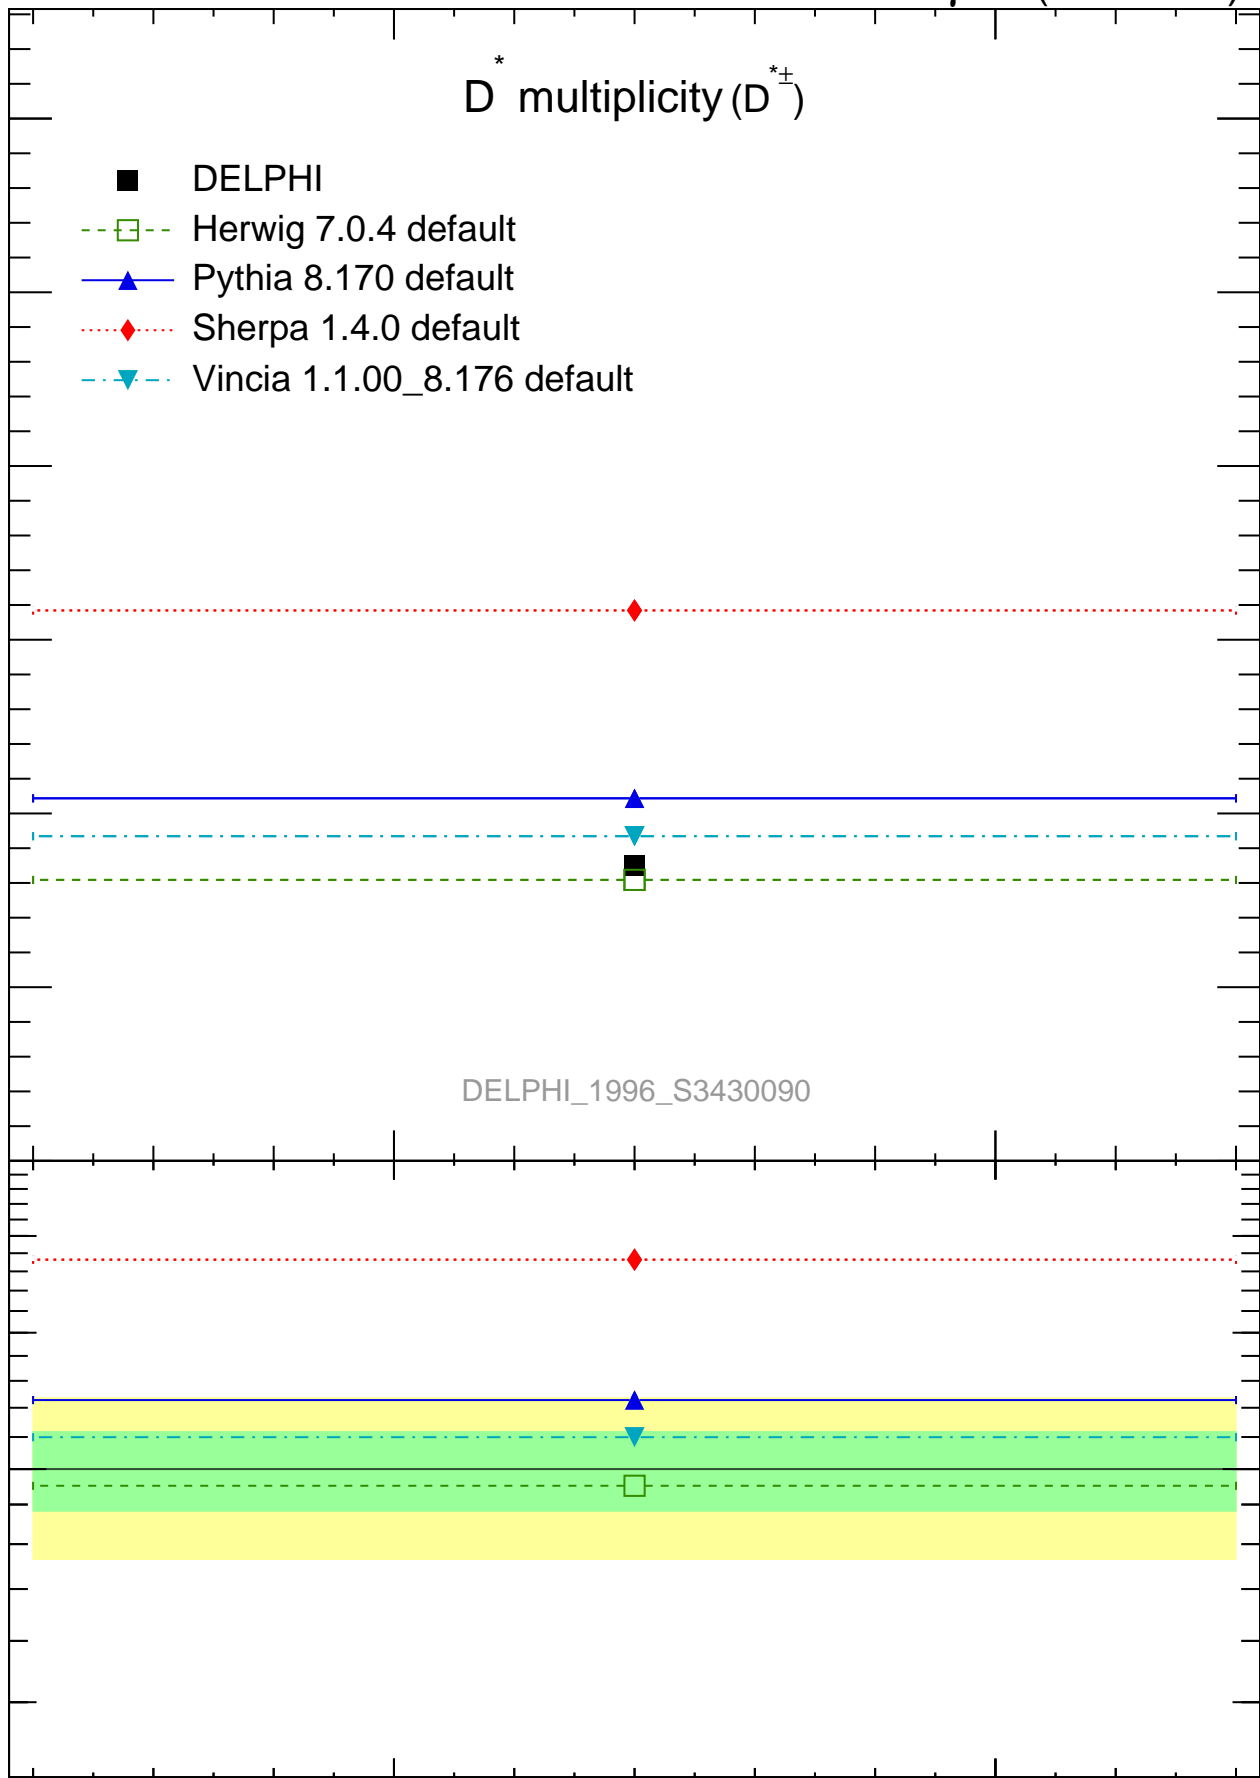 D* multiplicity (D*±)
DELPHI
Herwig 7.0.4 default
Pythia 8.170 default
Sherpa 1.4.0 default
Vincia 1.1.00_8.176 default
DELPHI_1996_S3430090